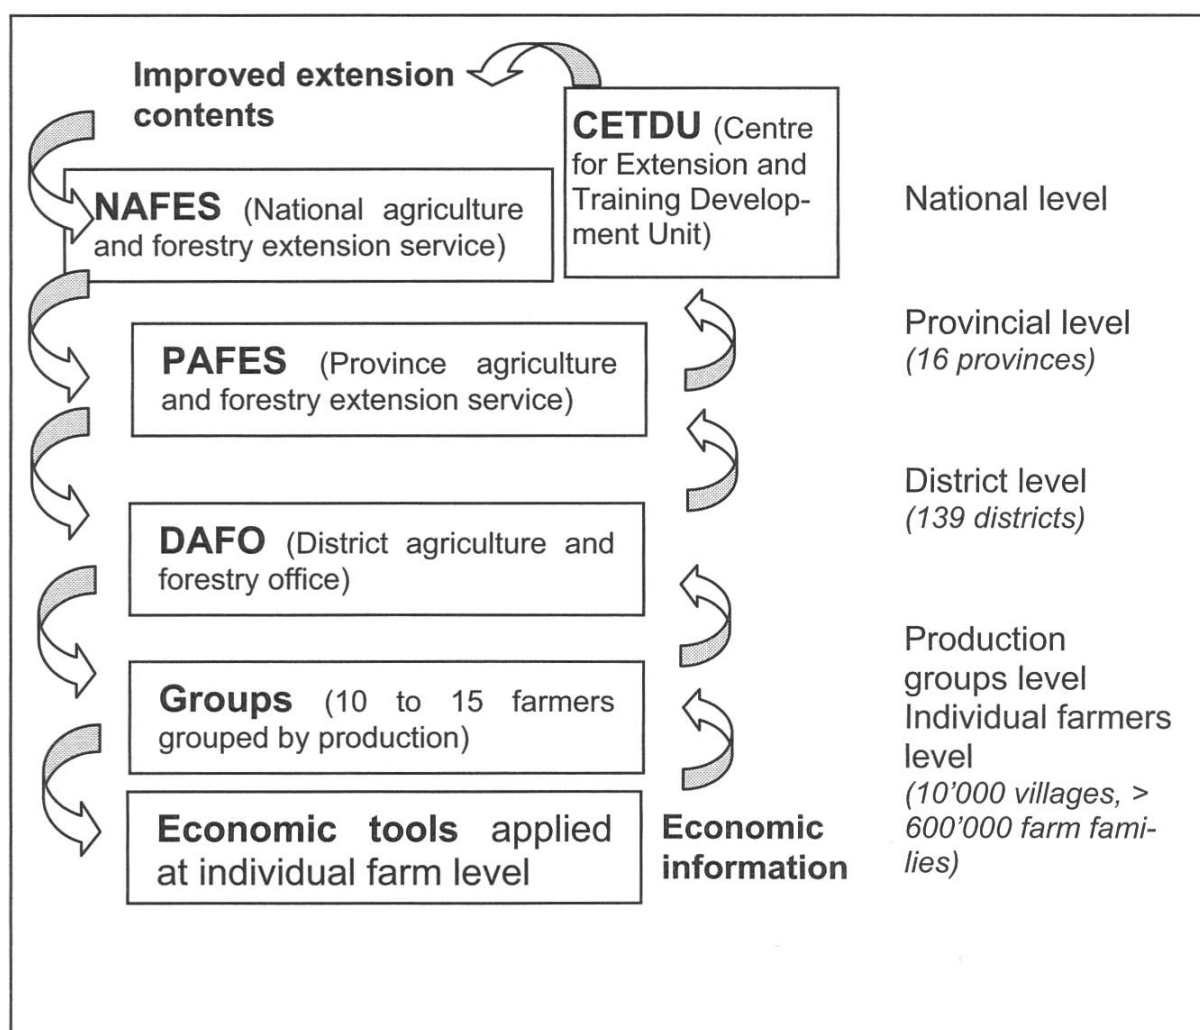 Improved extension
contents
CETDU (Centre
for Extension and
Training Develop-
ment Unit)
NAFES (National agriculture
and forestry extension service)
National level
PAFES (Province agriculture
and forestry extension service)
Provincial level
(16 provinces)
DAFO (District agriculture and
forestry office)
District level
(139 districts)
Groups (10 to 15 farmers
grouped by production)
Economic tools applied
at individual farm level
Economic
information
Production
groups level
Individual farmers
level
(10'000 villages, >
600'000 farm fami-
lies)